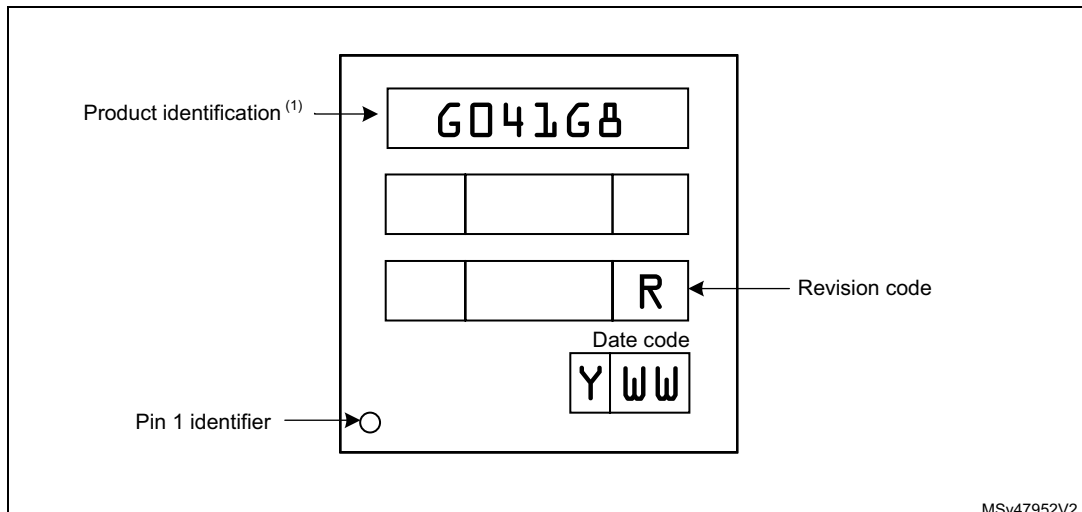 Product identification (1)
G041G8
R
Revision code
Date code
Y WW
Pin 1 identifier
MSv47952V2